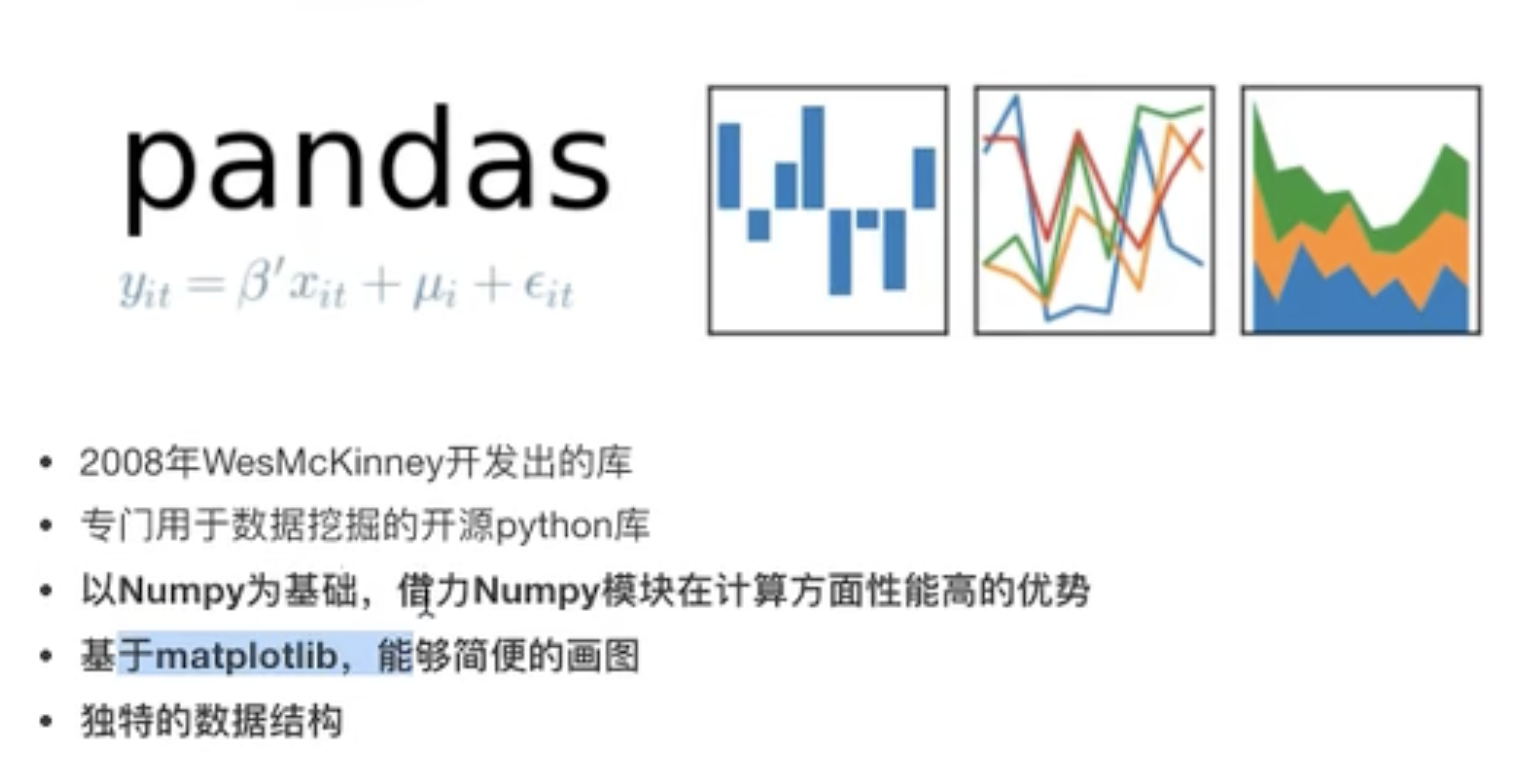 pandas
y_{it} = β′x_{it} + μ_i + ϵ_{it}
• 2008年WesMcKinney开发出的库
• 专门用于数据挖掘的开源python库
• 以Numpy为基础，借力Numpy模块在计算方面性能高的优势
• 基于matplotlib，能够简便的画图
• 独特的数据结构